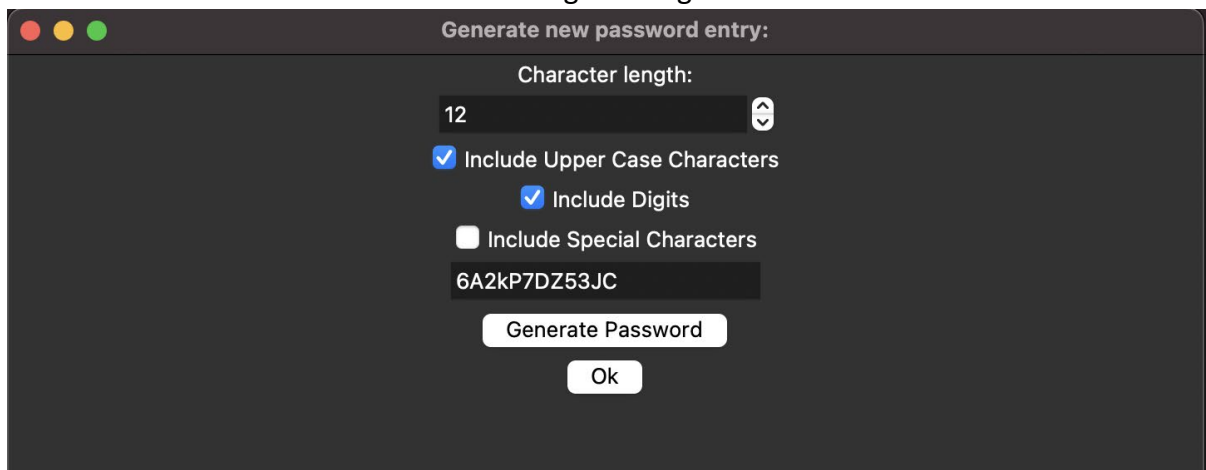 Generate new password entry:
Character length:
12
Include Upper Case Characters
Include Digits
Include Special Characters
6A2kP7DZ53JC
Generate Password
Ok